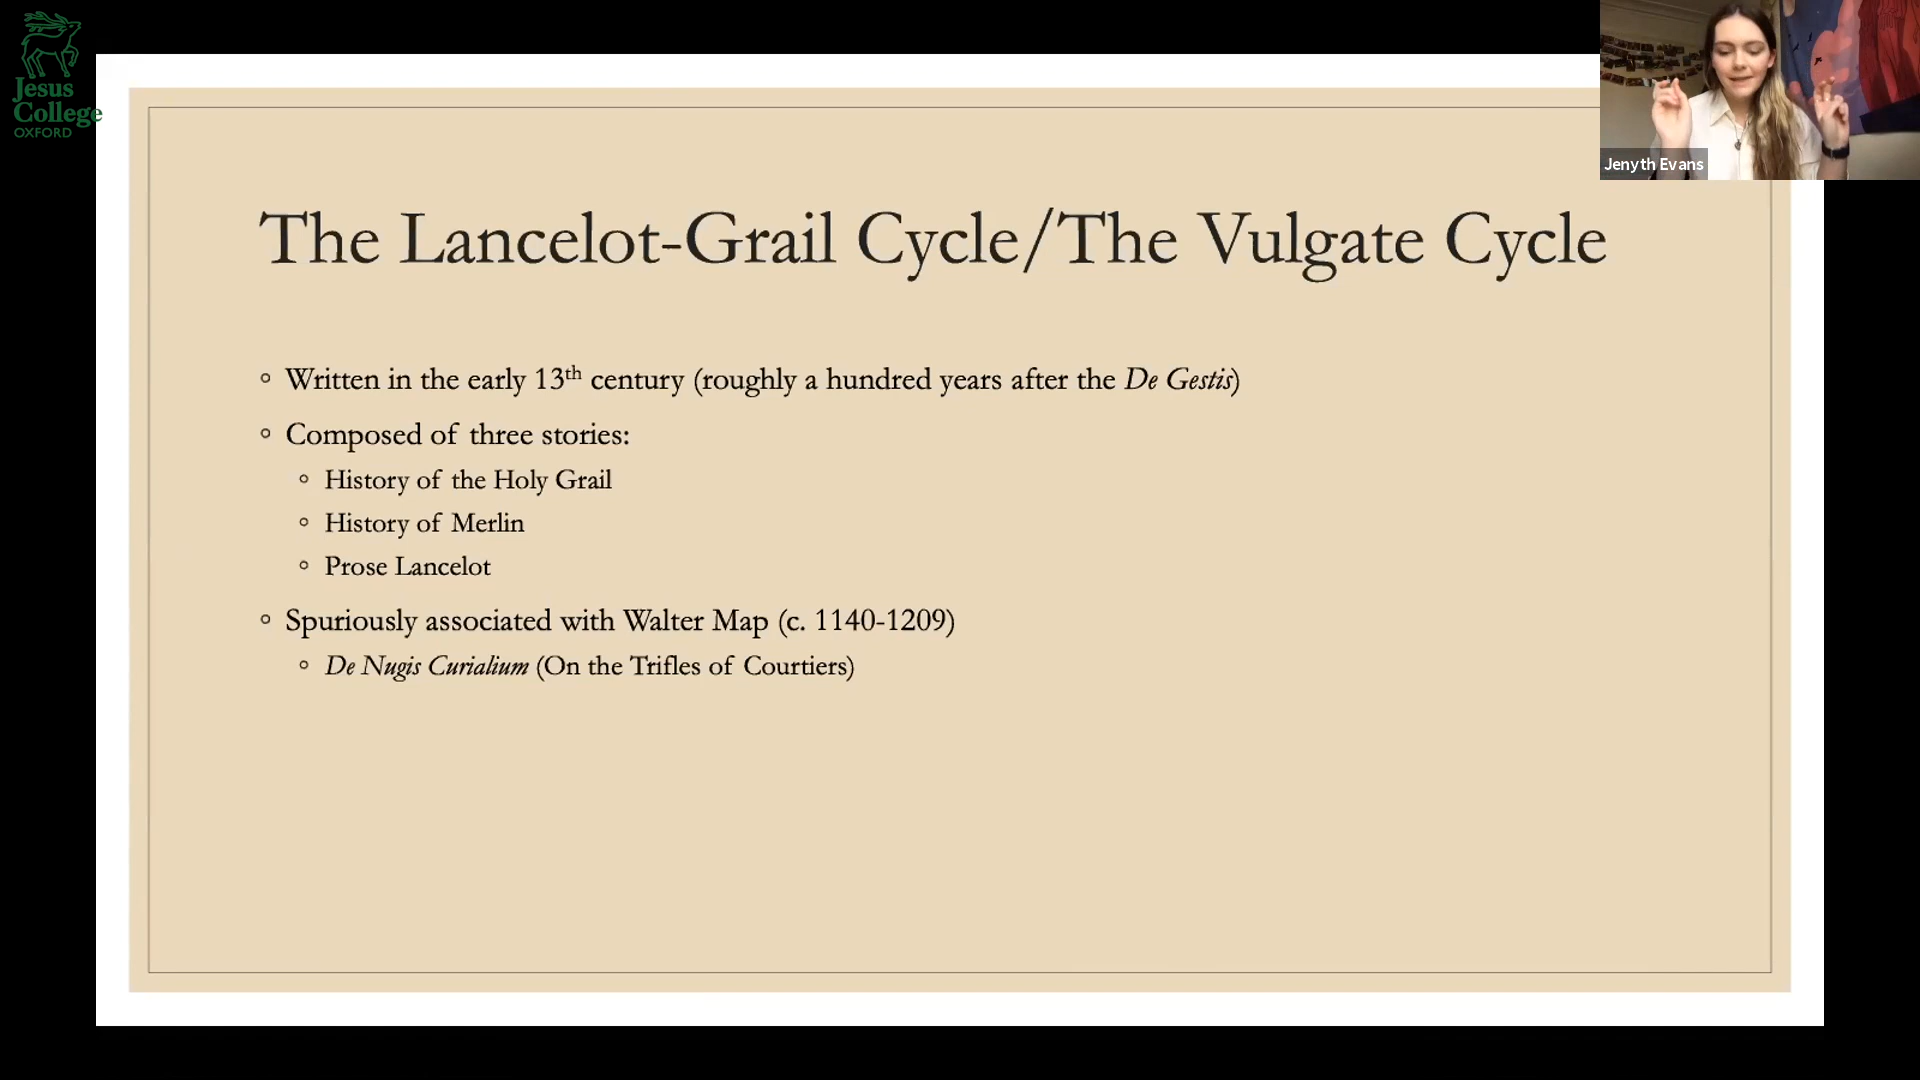 Jesus
College
OXFORD
Jenyth Evans
The Lancelot-Grail Cycle/The Vulgate Cycle
Written in the early 13th century (roughly a hundred years after the De Gestis)
Composed of three stories:
History of the Holy Grail
History of Merlin
Prose Lancelot
Spuriously associated with Walter Map (c. 1140-1209)
De Nugis Curialium (On the Trifles of Courtiers)